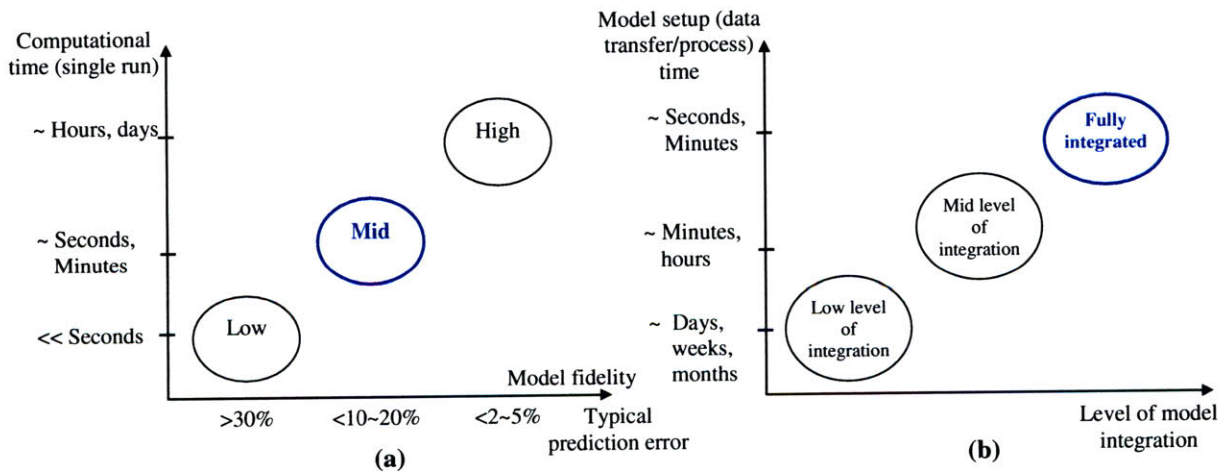 Computational
time (single run)
~ Hours, days
~ Seconds,
Minutes
<< Seconds
High
Mid
Low
Model fidelity
>30%
<10~20%
<2~5%
Typical
prediction error
(a)
Model setup (data
transfer/process)
time
~ Seconds,
Minutes
~ Minutes,
hours
~ Days,
weeks,
months
Fully
integrated
Mid level
of
integration
Low level
of
integration
Level of model
integration
(b)